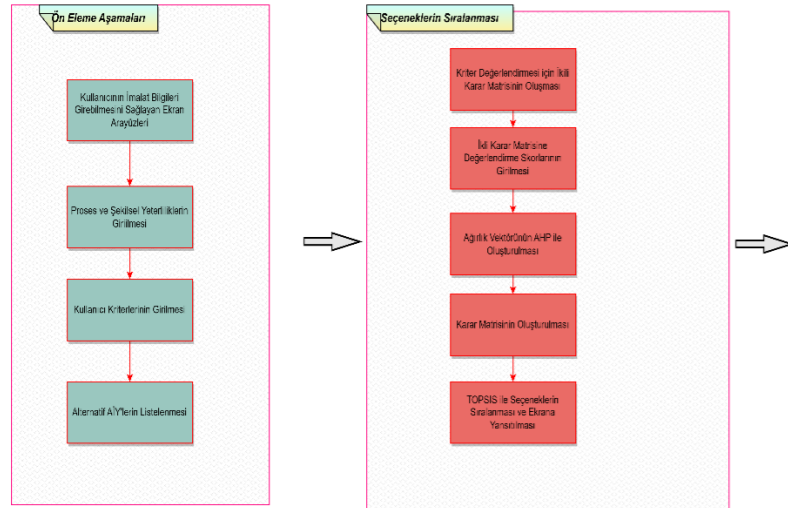 Ön Eleme Aşamaları
Kullanıcının İmalat Bilgileri
Girebilmesini Sağlayan Ekran
Arayüzleri
Proses ve Şekilsel Yeterliliklerin
Girilmesi
Kullanıcı Kriterlerinin Girilmesi
Alternatif AİY'lerin Listelenmesi
Seçeneklerin Sıralanması
Kriter Değerlendirmesi için İkili
Karar Matrisinin Oluşması
İkili Karar Matrisine
Değerlendirme Skorlarının
Girilmesi
Ağırlık Vektörünün AHP ile
Oluşturulması
Karar Matrisinin Oluşturulması
TOPSIS ile Seçeneklerin
Sıralanması ve Ekrana
Yansıtılması